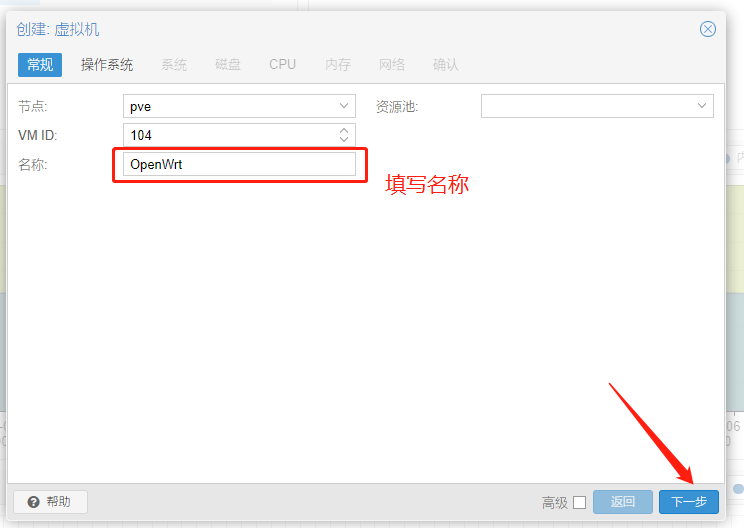 创建: 虚拟机
常规 操作系统 系统 磁盘 CPU 内存 网络 确认
节点: pve 资源池:
VM ID: 104
名称: OpenWrt
填写名称
06
0
帮助 高级 返回 下一步